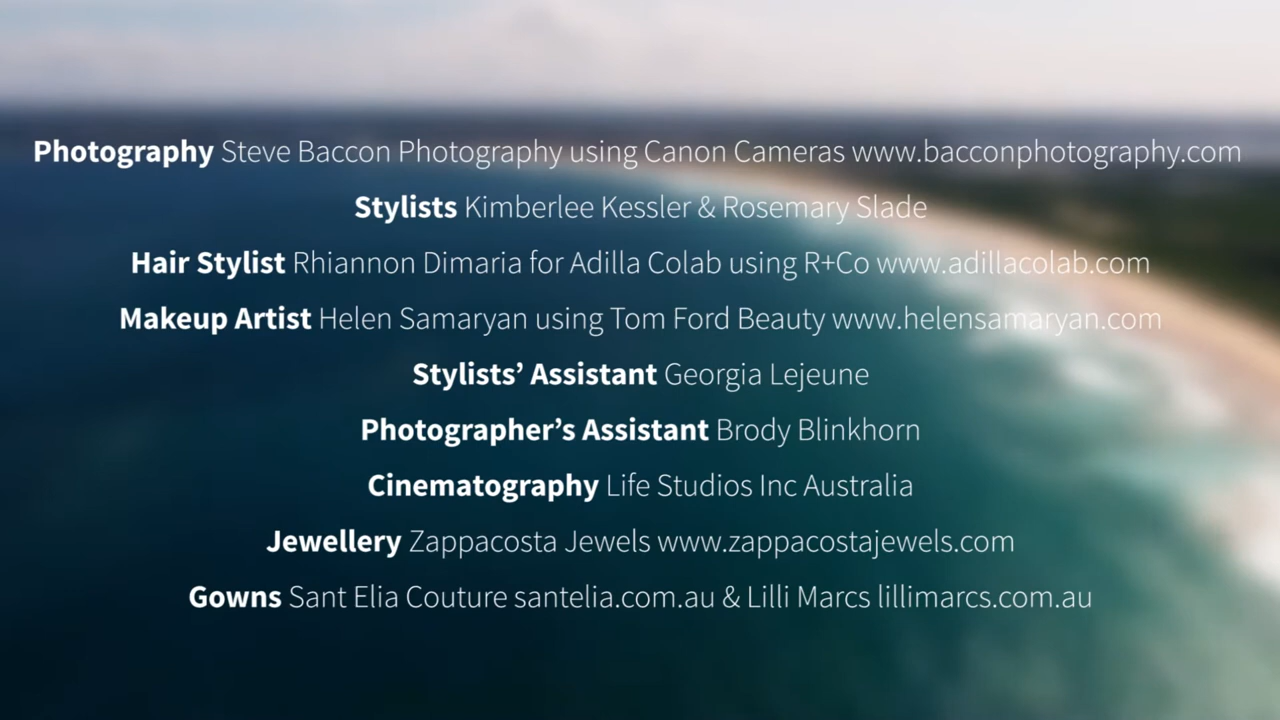 Photography Steve Baccon Photography using Canon Cameras www.bacconphotography.com
Stylists Kimberlee Kessler & Rosemary Slade
Hair Stylist Rhiannon Dimaria for Adilla Colab using R+Co www.adillacolab.com
Makeup Artist Helen Samaryan using Tom Ford Beauty www.helensamaryan.com
Stylists’ Assistant Georgia Lejeune
Photographer’s Assistant Brody Blinkhorn
Cinematography Life Studios Inc Australia
Jewellery Zappacosta Jewels www.zappacostajewels.com
Gowns Sant Elia Couture santelia.com.au & Lilli Marcs lillimarcs.com.au